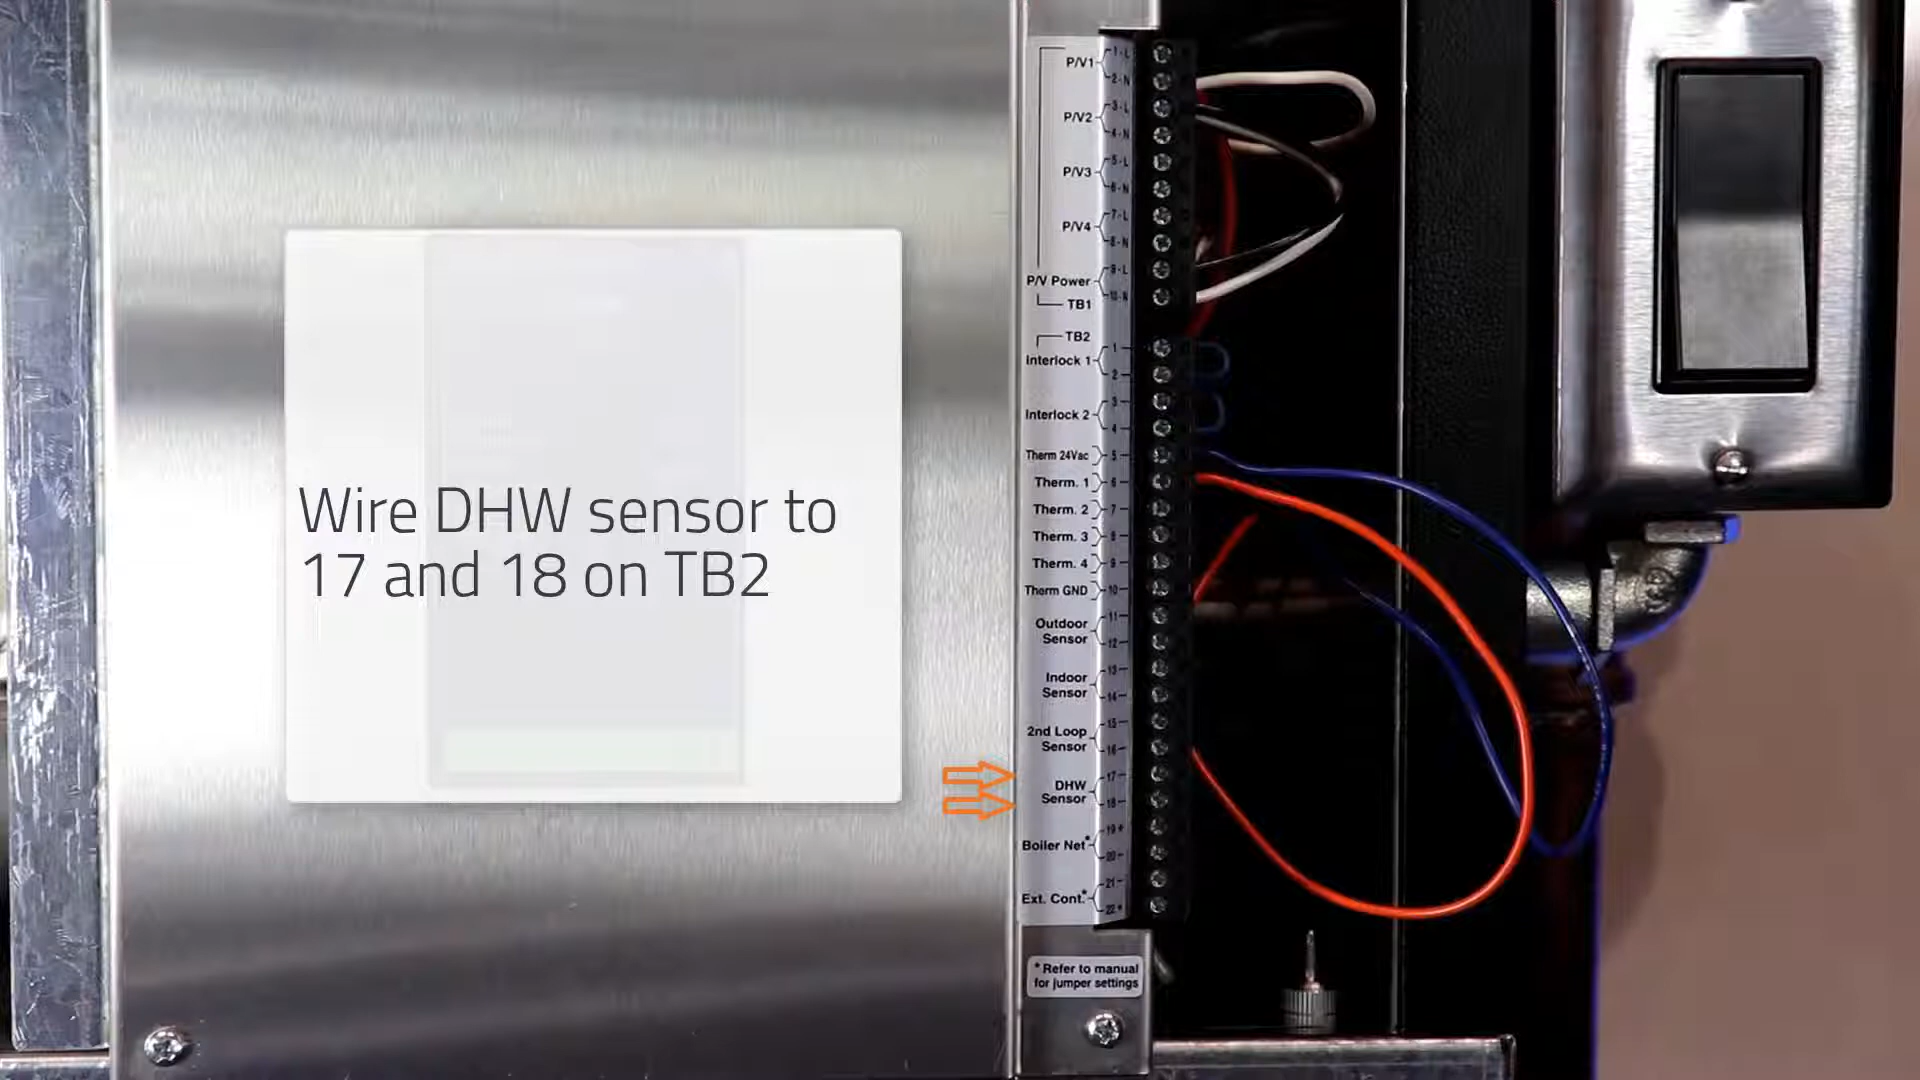 Wire DHW sensor to
17 and 18 on TB2
P/V1
1-L
2-N
P/V2
3-L
4-N
P/V3
5-L
6-N
P/V4
7-L
8-N
P/V Power
9-L
10-N
TB1
TB2
Interlock 1
1
2
Interlock 2
3
4
Therm 24Vac
5
Therm. 1
6
Therm. 2
7
Therm. 3
8
Therm. 4
9
Therm GND
10
Outdoor
Sensor
11
12
Indoor
Sensor
13
14
2nd Loop
Sensor
15
16
DHW
Sensor
17
18
Boiler Net*
19*
20
Ext. Cont.*
21
22*
* Refer to manual
for jumper settings